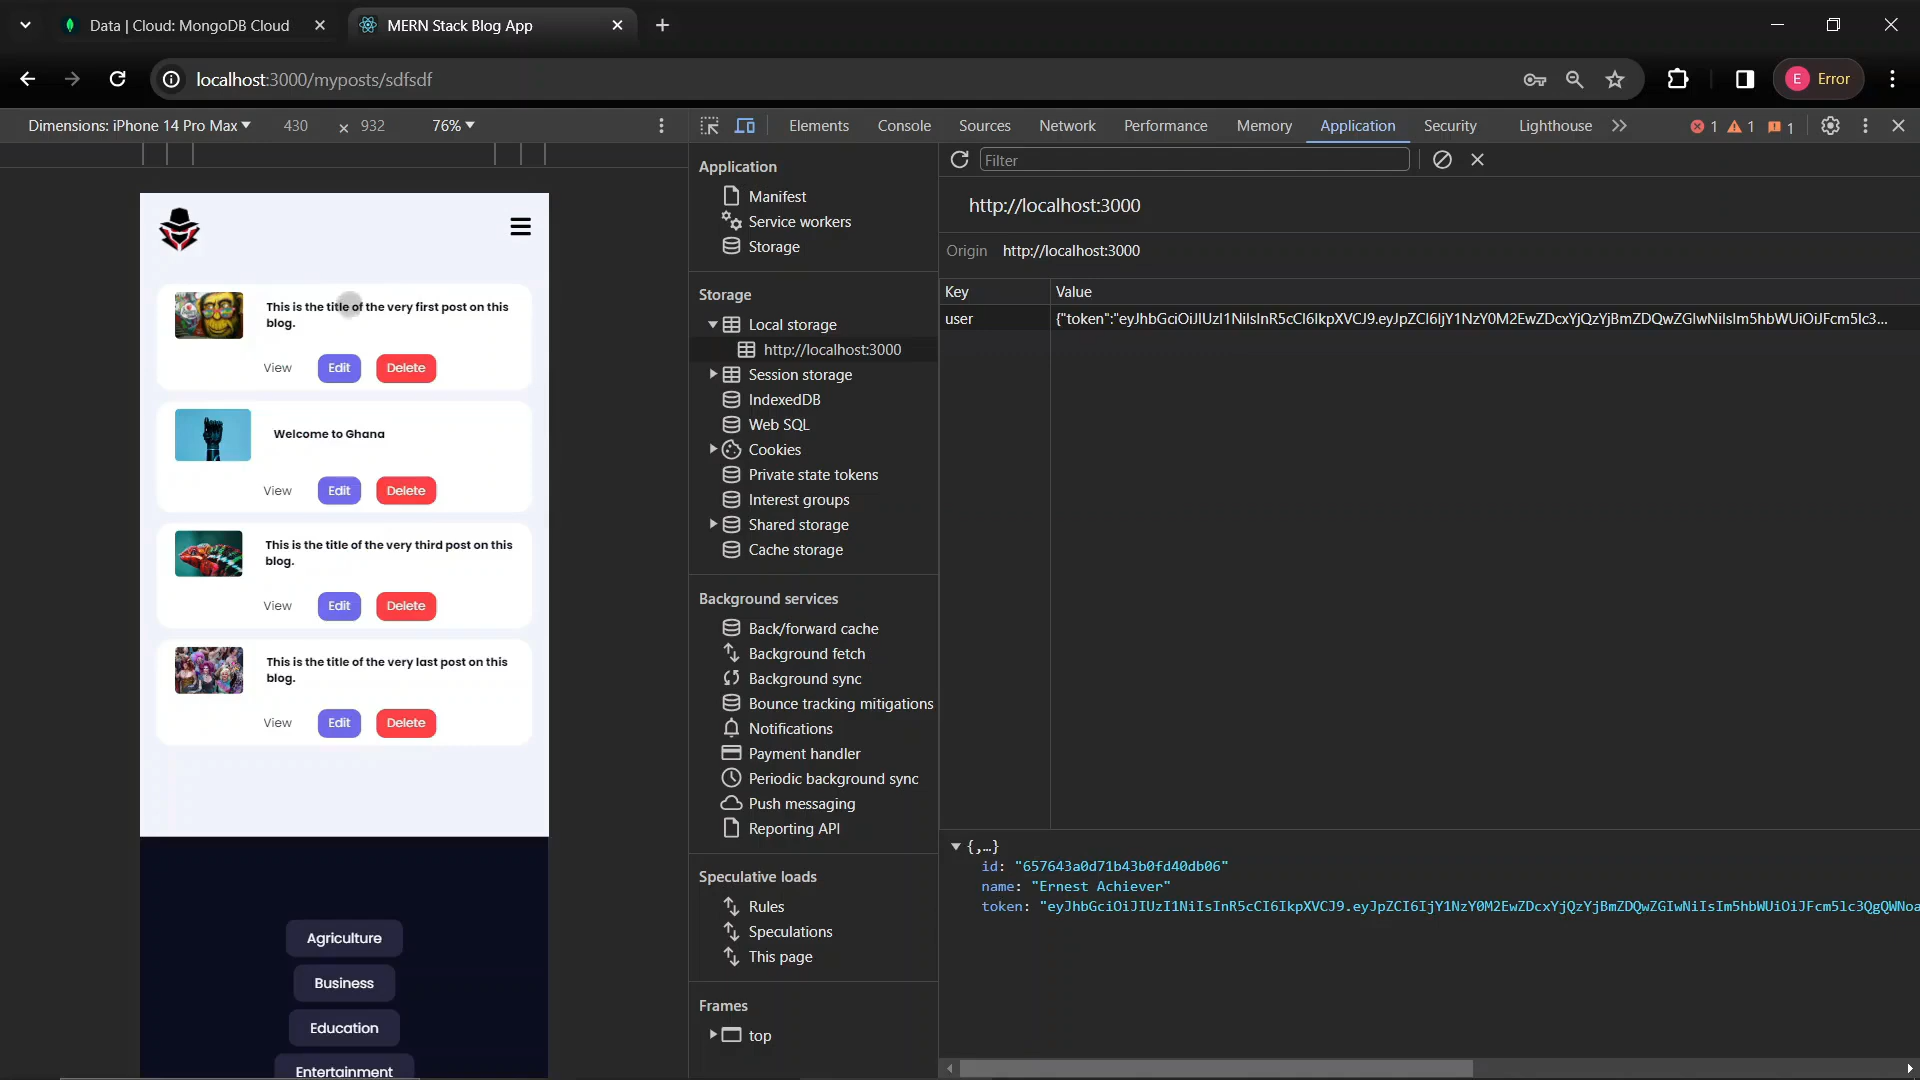 Data | Cloud: MongoDB Cloud
MERN Stack Blog App
localhost:3000/myposts/sdfsdf
E Error
Dimensions: iPhone 14 Pro Max 430 x 932 76%
Elements Console Sources Network Performance Memory Application Security Lighthouse 1 1 1
Application
Manifest
Service workers
Storage
Storage
Local storage
http://localhost:3000
Session storage
IndexedDB
Web SQL
Cookies
Private state tokens
Interest groups
Shared storage
Cache storage
Background services
Back/forward cache
Background fetch
Background sync
Bounce tracking mitigations
Notifications
Payment handler
Periodic background sync
Push messaging
Reporting API
Speculative loads
Rules
Speculations
This page
Frames
top
Filter
http://localhost:3000
Origin http://localhost:3000
Key Value
user
{"token":"eyJhbGciOiJIUzI1NiIsInR5cCI6IkpXVCJ9.eyJpZCI6IjY1NzY0M2EwZDcxYjQzYjBmZDQwZGIwNiIsIm5hbWUiOiJFcm5lc3...
{,…}
id: "657643a0d71b43b0fd40db06"
name: "Ernest Achiever"
token: "eyJhbGciOiJIUzI1NiIsInR5cCI6IkpXVCJ9.eyJpZCI6IjY1NzY0M2EwZDcxYjQzYjBmZDQwZGIwNiIsIm5hbWUiOiJFcm5lc3QgQWNoa
This is the title of the very first post on this
blog.
View Edit Delete
Welcome to Ghana
View Edit Delete
This is the title of the very third post on this
blog.
View Edit Delete
This is the title of the very last post on this
blog.
View Edit Delete
Agriculture
Business
Education
Entertainment